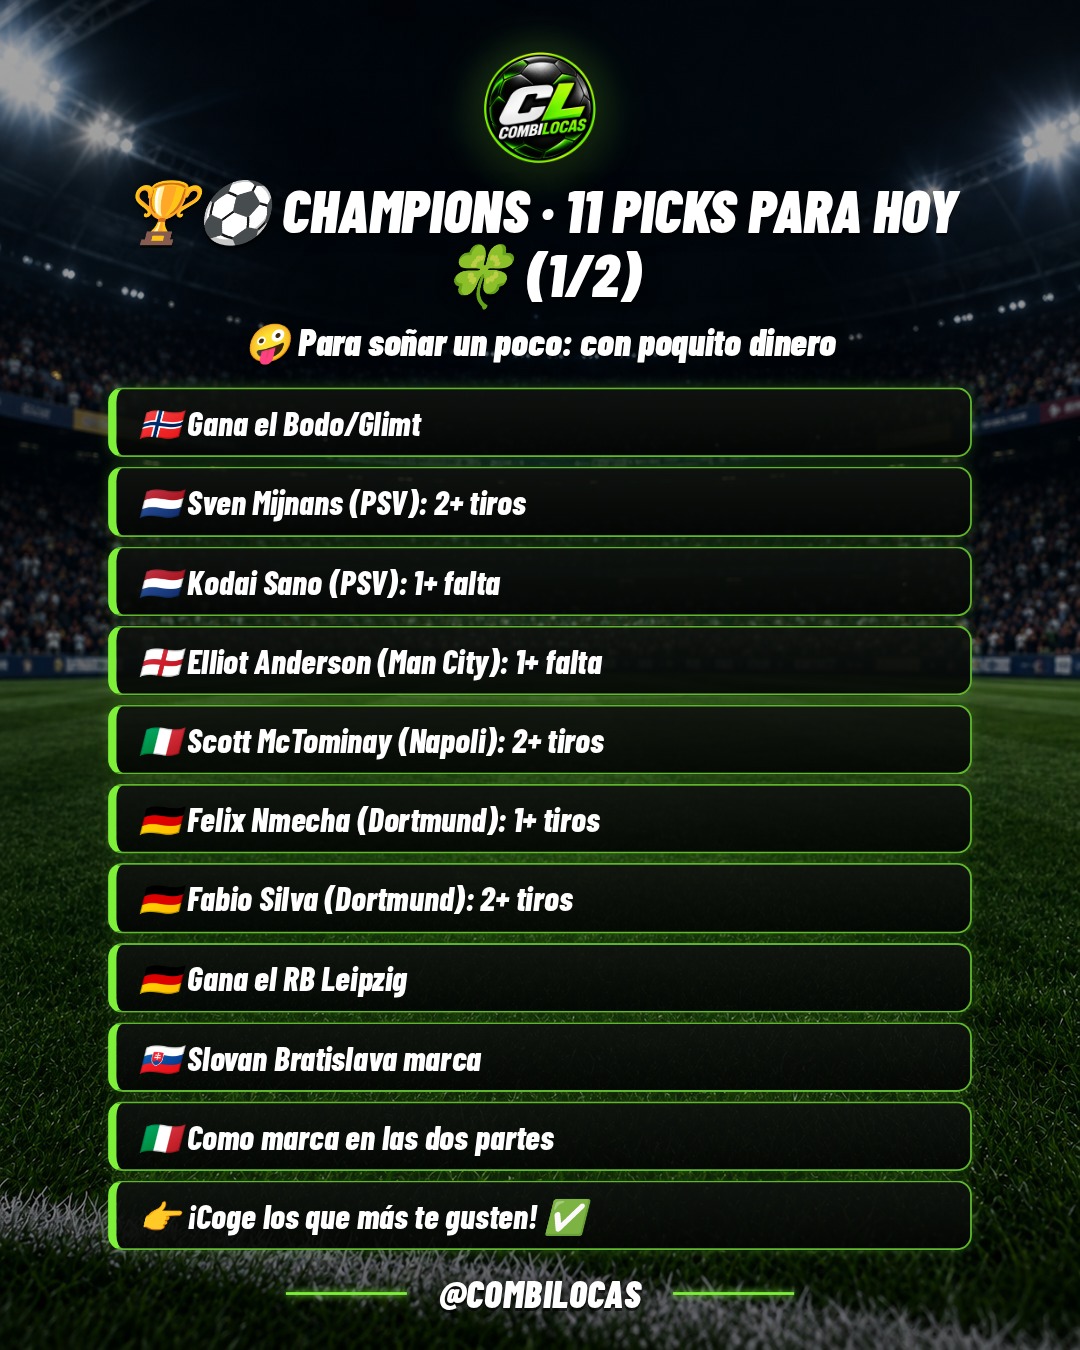 CL
COMBILOCAS
🏆⚽ CHAMPIONS · 11 PICKS PARA HOY
🍀 (1/2)
🤪 Para soñar un poco: con poquito dinero
🇳🇴 Gana el Bodo/Glimt
🇳🇱 Sven Mijnans (PSV): 2+ tiros
🇳🇱 Kodai Sano (PSV): 1+ falta
🏴󠁧󠁢󠁥󠁮󠁧󠁿 Elliot Anderson (Man City): 1+ falta
🇮🇹 Scott McTominay (Napoli): 2+ tiros
🇩🇪 Felix Nmecha (Dortmund): 1+ tiros
🇩🇪 Fabio Silva (Dortmund): 2+ tiros
🇩🇪 Gana el RB Leipzig
🇸🇰 Slovan Bratislava marca
🇮🇹 Como marca en las dos partes
👉 ¡Coge los que más te gusten! ✅
@COMBILOCAS